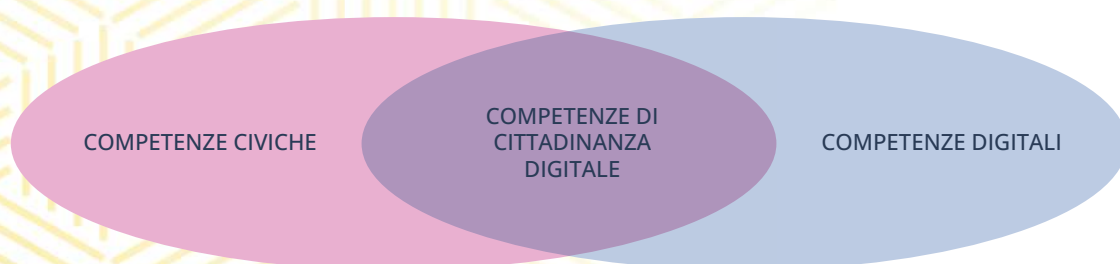 COMPETENZE CIVICHE
COMPETENZE DI
CITTADINANZA
DIGITALE
COMPETENZE DIGITALI